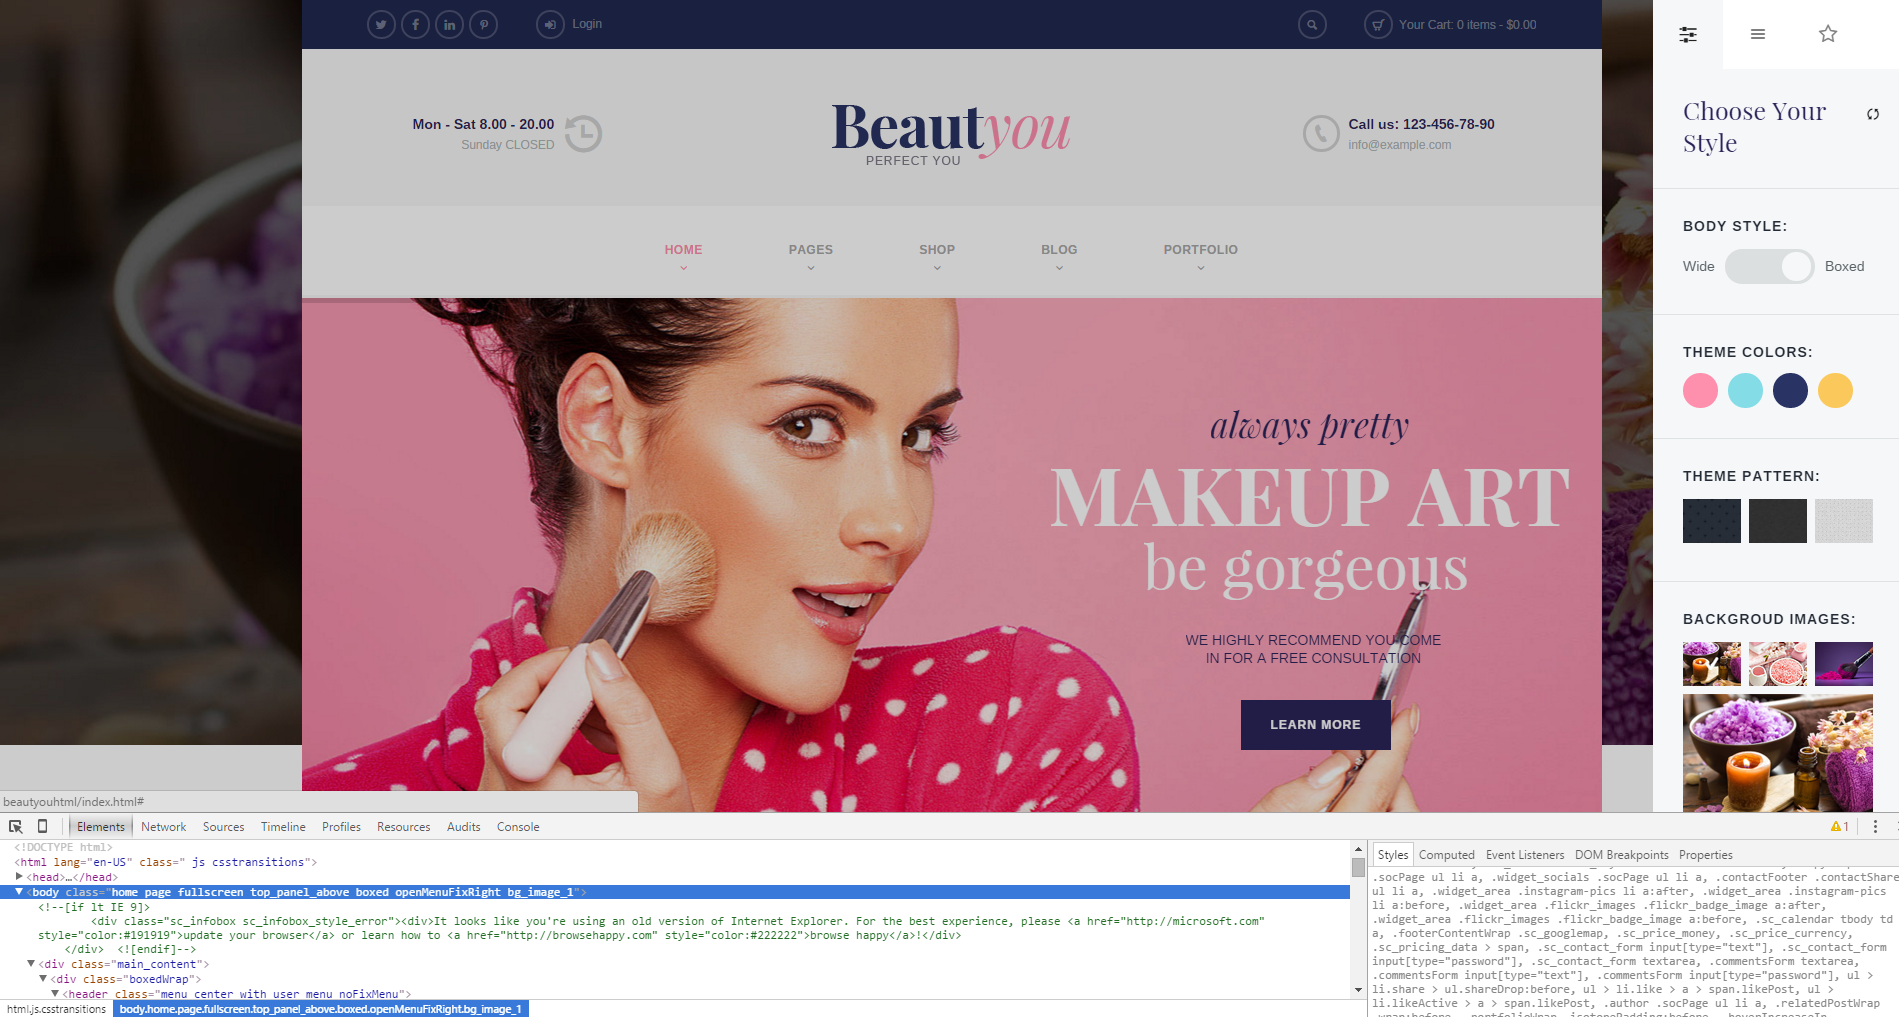 Login
Your Cart: 0 items - $0.00
Mon - Sat 8.00 - 20.00
Sunday CLOSED
Beautyou
PERFECT YOU
Call us: 123-456-78-90
info@example.com
HOME
PAGES
SHOP
BLOG
PORTFOLIO
always pretty
MAKEUP ART
be gorgeous
WE HIGHLY RECOMMEND YOU COME
IN FOR A FREE CONSULTATION
LEARN MORE
Choose Your
Style
BODY STYLE:
Wide
Boxed
THEME COLORS:
THEME PATTERN:
BACKGROUD IMAGES:
beautyouhtml/index.html#
Elements Network Sources Timeline Profiles Resources Audits Console
1
<!DOCTYPE html>
<html lang="en-US" class=" js csstransitions">
<head>…</head>
<body class="home page fullscreen top_panel_above boxed openMenuFixRight bg_image_1">
<!--[if lt IE 9]>
<div class="sc_infobox sc_infobox_style_error"><div>It looks like you're using an old version of Internet Explorer. For the best experience, please <a href="http://microsoft.com"
style="color:#191919">update your browser</a> or learn how to <a href="http://browsehappy.com" style="color:#222222">browse happy</a>!</div>
</div> <![endif]-->
<div class="main_content">
<div class="boxedWrap">
<header class="menu_center with_user_menu noFixMenu">
html.js.csstransitions
body.home.page.fullscreen.top_panel_above.boxed.openMenuFixRight.bg_image_1
Styles Computed Event Listeners DOM Breakpoints Properties
.socPage ul li a, .widget_socials .socPage ul li a, .contactFooter .contactShare
ul li a, .widget_area .instagram-pics li a:after, .widget_area .instagram-pics
li a:before, .widget_area .flickr_images .flickr_badge_image a:after,
.widget_area .flickr_images .flickr_badge_image a:before, .sc_calendar tbody td
a, .footerContentWrap .sc_googlemap, .sc_price_money, .sc_price_currency,
.sc_pricing_data > span, .sc_contact_form input[type="text"], .sc_contact_form
input[type="password"], .sc_contact_form textarea, .commentsForm textarea,
.commentsForm input[type="text"], .commentsForm input[type="password"], ul >
li.share > ul.shareDrop:before, ul > li.like > a > span.likePost, ul >
li.likeActive > a > span.likePost, .author .socPage ul li a, .relatedPostWrap